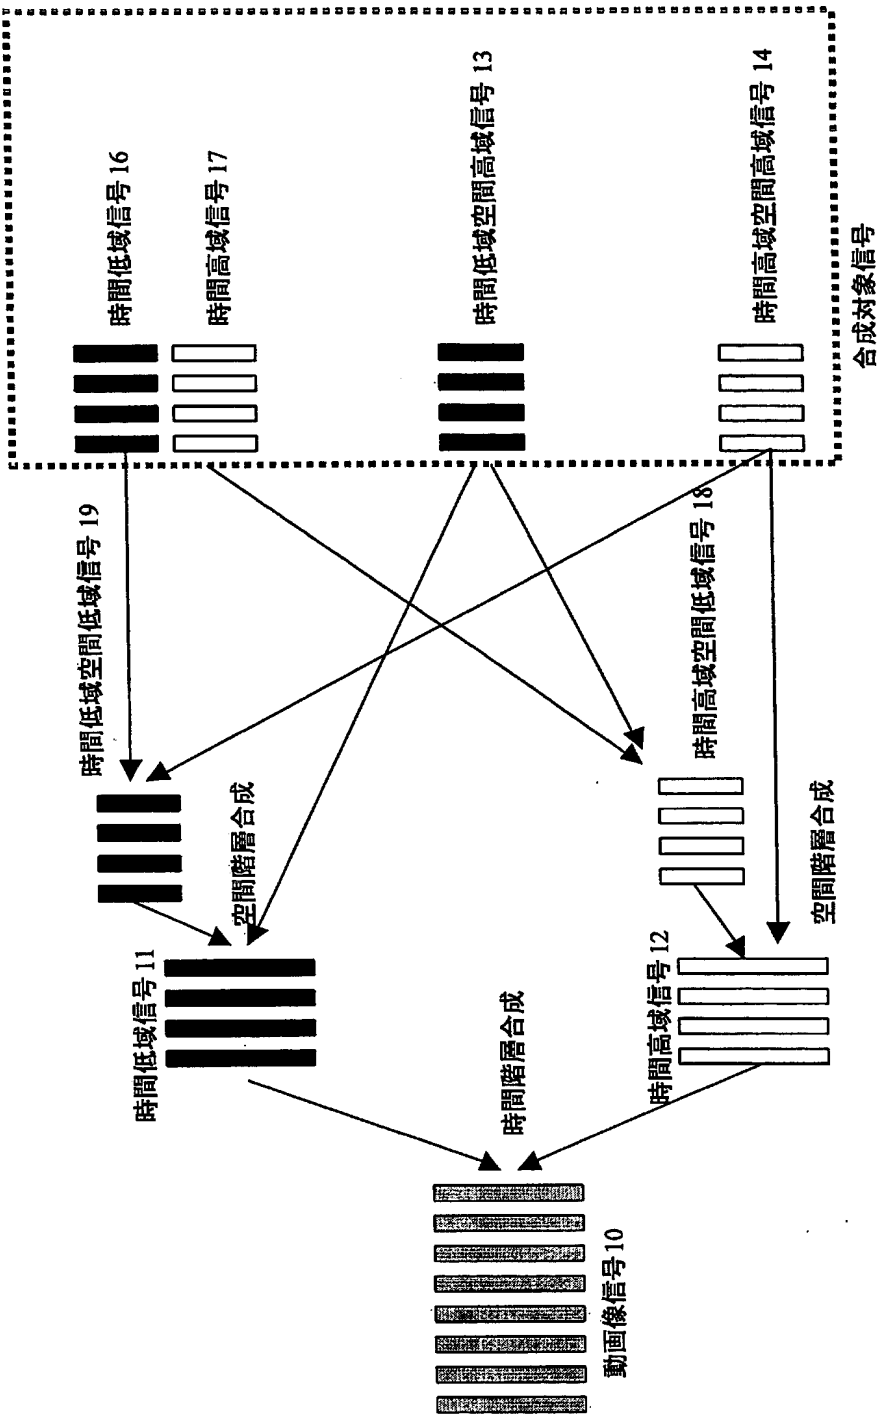 時間低域信号 16
時間高域信号 17
時間低域空間高域信号 13
時間高域空間高域信号 14
合成対象信号
時間低域空間低域信号 19
時間高域空間低域信号 18
空間階層合成
空間階層合成
時間低域信号 11
時間高域信号 12
時間階層合成
動画像信号 10